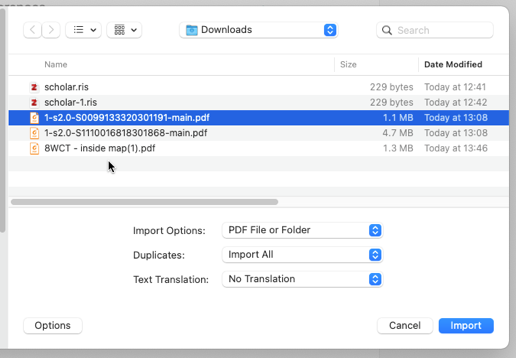 Downloads
Search
Name Size Date Modified
scholar.ris 229 bytes Today at 12:41
scholar-1.ris 229 bytes Today at 12:42
1-s2.0-S0099133320301191-main.pdf 1.1 MB Today at 13:08
1-s2.0-S1110016818301868-main.pdf 4.7 MB Today at 13:08
8WCT - inside map(1).pdf 1.3 MB Today at 13:46
Import Options: PDF File or Folder
Duplicates: Import All
Text Translation: No Translation
Options Cancel Import